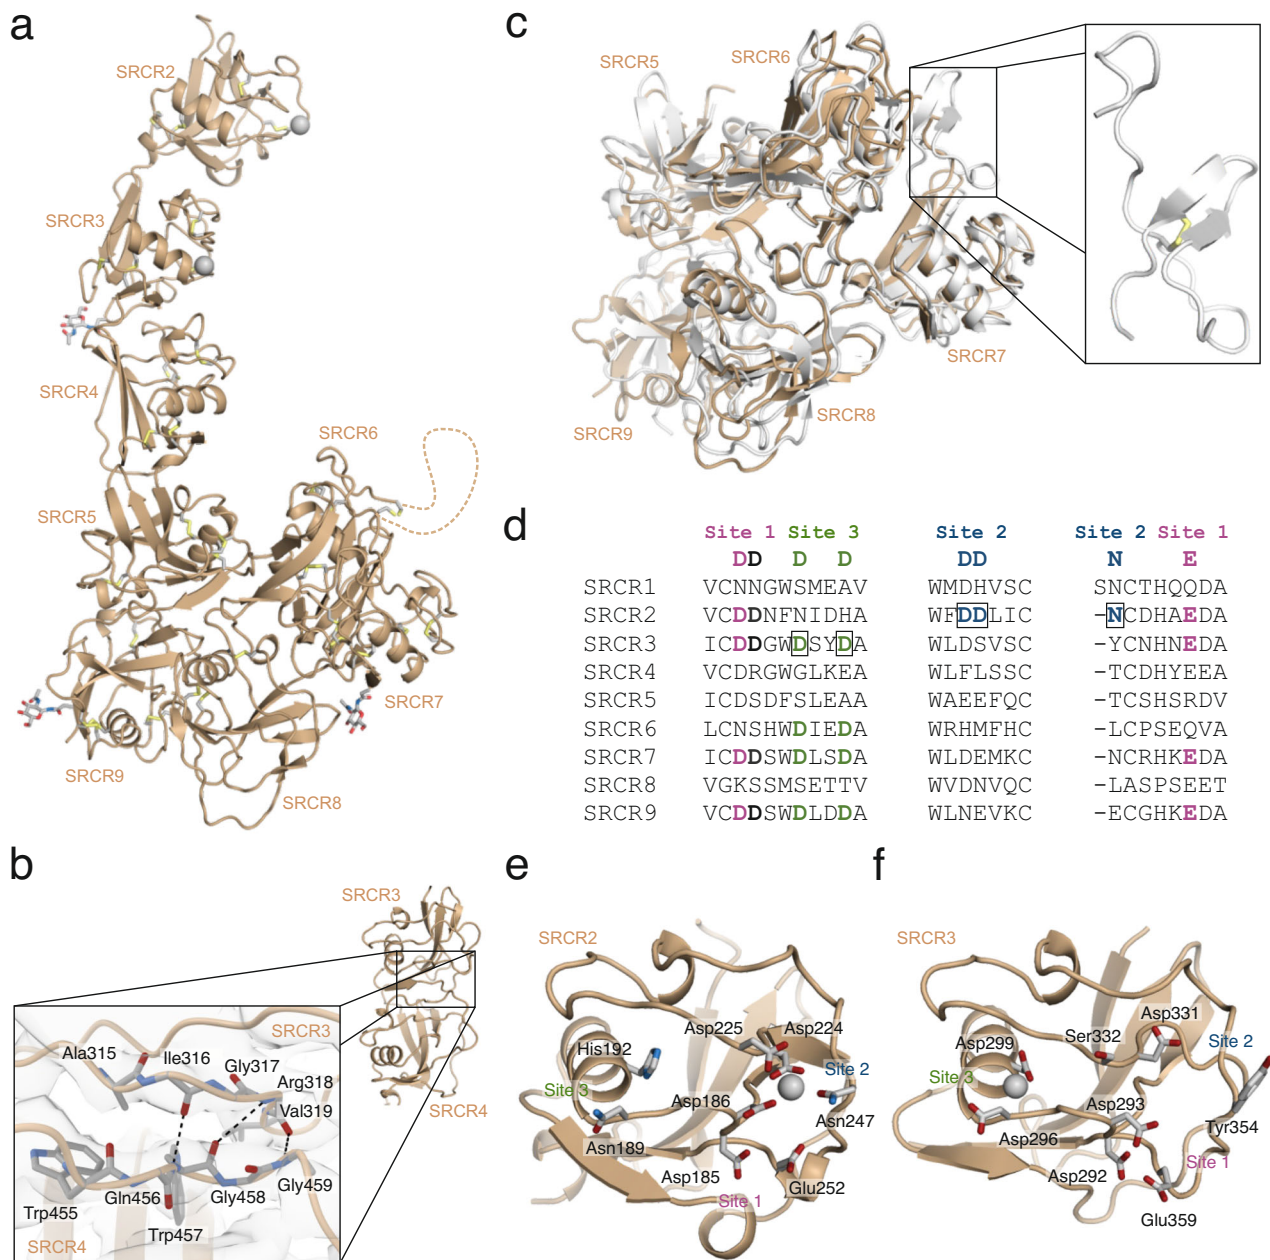 a
SRCR2
SRCR3
SRCR4
SRCR6
SRCR5
SRCR7
SRCR9
SRCR8
b
SRCR3
SRCR4
SRCR3
Ala315
Ile316
Gly317
Arg318
Val319
Trp455
Gln456
Trp457
Gly458
Gly459
SRCR4
c
SRCR5
SRCR6
SRCR7
SRCR8
SRCR9
d
Site 1 Site 3 Site 2 Site 2 Site 1
DD D D DD N E
SRCR1 VCNNGWSMEAV WMDHVSC SNCTHQQDA
SRCR2 VCDDNFNIDHA WFDDLIC -NCDHAEDA
SRCR3 ICDDGWDSYDA WLDSVSC -YCNHNEDA
SRCR4 VCDRGWGLKEA WLFLSSC -TCDHYEEA
SRCR5 ICDSDFSLEAA WAEEFQC -TCSHSRDV
SRCR6 LCNSHWDIEDA WRHMFHC -LCPSEQVA
SRCR7 ICDDSWDLSDA WLDEMKC -NCRHKEDA
SRCR8 VGKSSMSETTV WVDNVQC -LASPSEET
SRCR9 VCDDSWDLDDA WLNEVKC -ECGHKEDA
e
SRCR2
Asp225
Asp224
His192
Site 2
Site 3
Asp186
Asn247
Asn189
Asp185
Glu252
Site 1
f
SRCR3
Asp331
Ser332
Site 2
Asp299
Site 3
Asp293
Tyr354
Asp296
Site 1
Asp292
Glu359